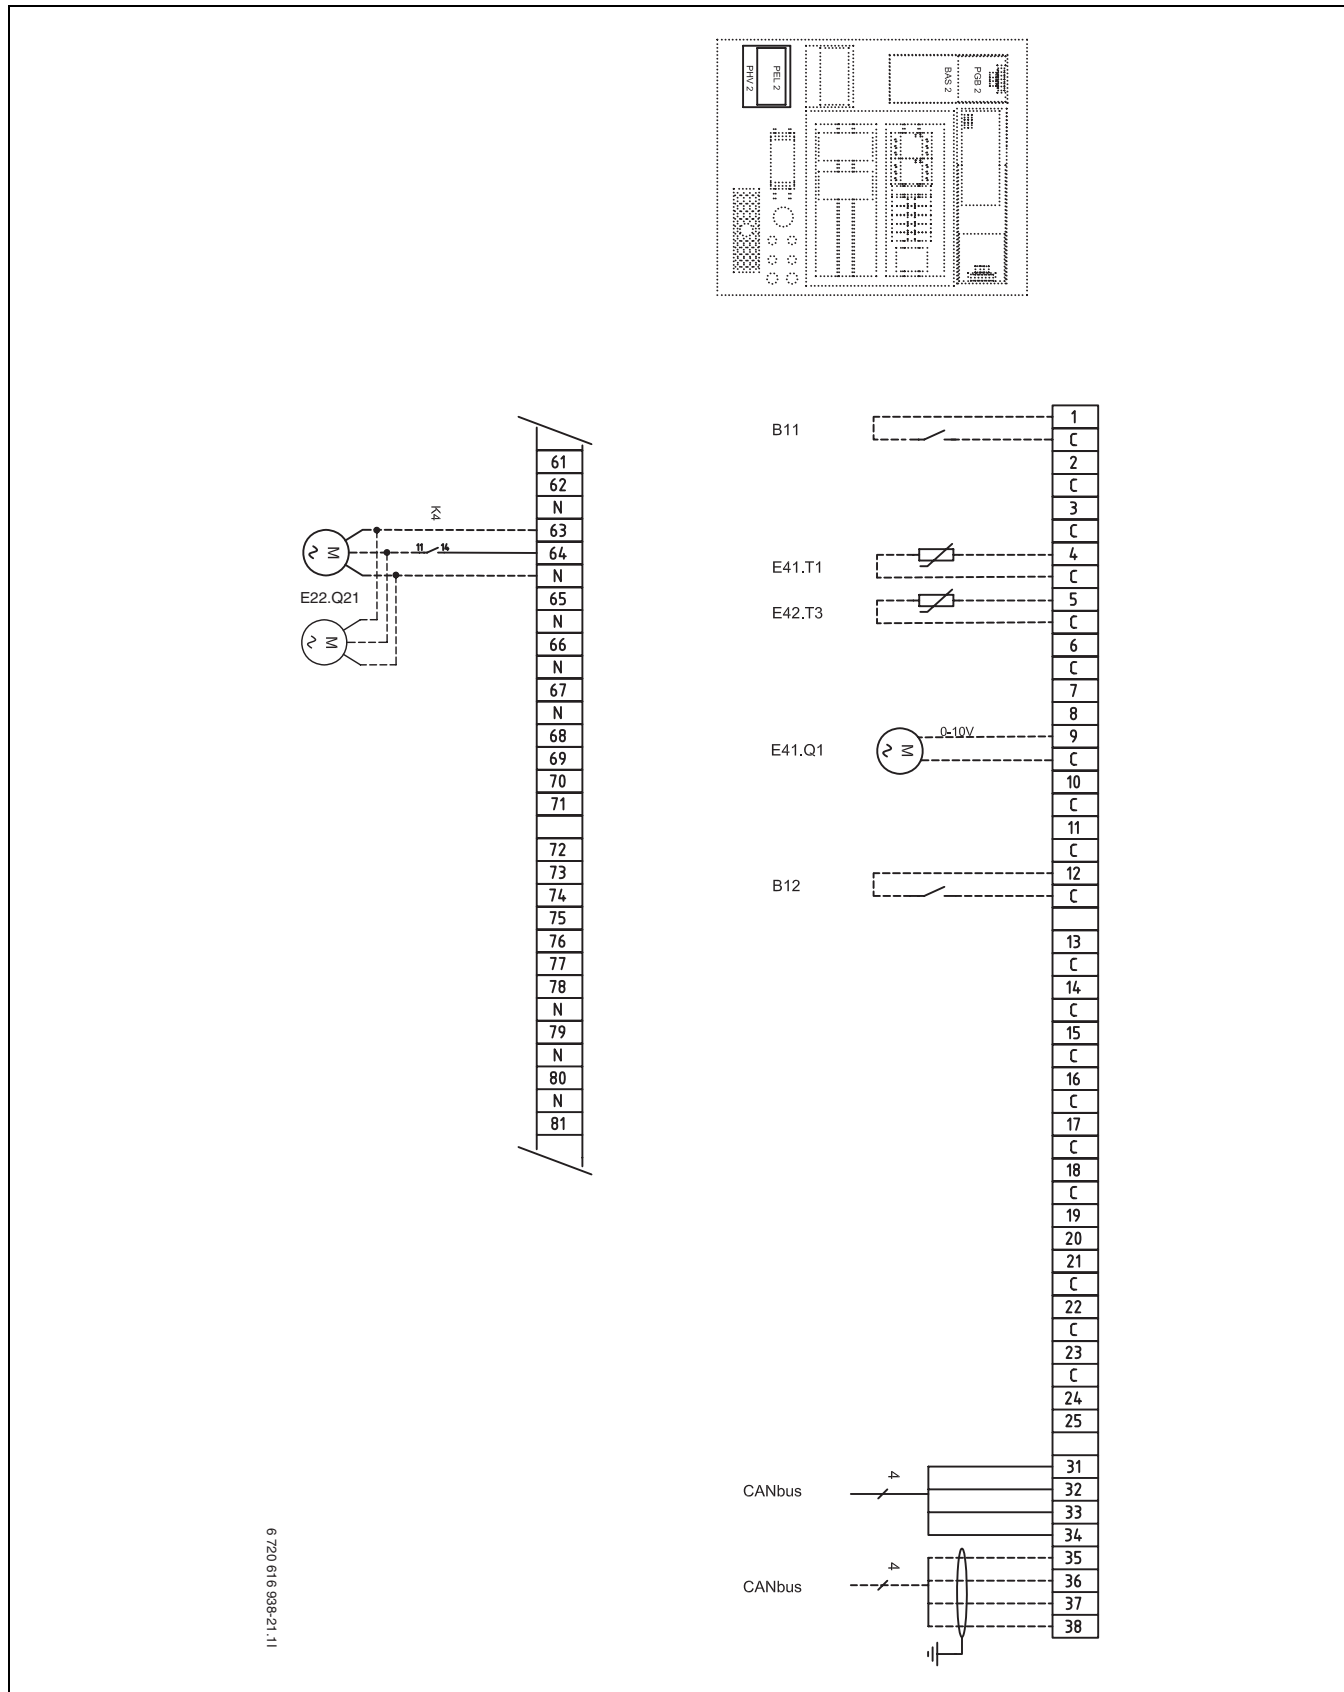 PHV 2
PEL 2
BAS 2
PGB 2
61
62
N
63
64
N
65
N
66
N
67
N
68
69
70
71
72
73
74
75
76
77
78
N
79
N
80
N
81
K4
11 14
M
E22.Q21
M
B11
E41.T1
E42.T3
E41.Q1
M
0-10V
B12
CANbus
4
CANbus
4
1
C
2
C
3
C
4
C
5
C
6
C
7
8
9
C
10
C
11
C
12
C
13
C
14
C
15
C
16
C
17
C
18
C
19
20
21
C
22
C
23
C
24
25
31
32
33
34
35
36
37
38
6 720 616 938-21.1I